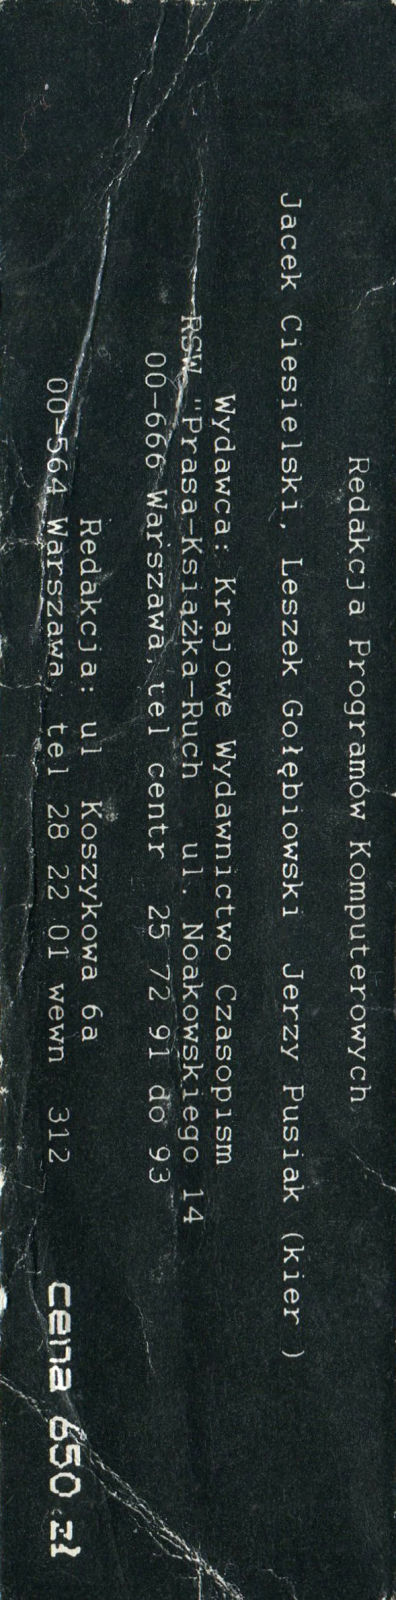 Redakcja Programów Komputerowych
Jacek Ciesielski, Leszek Gołębiowski Jerzy Pusiak (kier )
Wydawca: Krajowe Wydawnictwo Czasopism
RSW "Prasa-Książka-Ruch ul. Noakowskiego 14
00-666 Warszawa, tel centr 25 72 91 do 93
Redakcja: ul Koszykowa 6a
00-564 Warszawa, tel 28 22 01 wewn 312
cena 650 zł